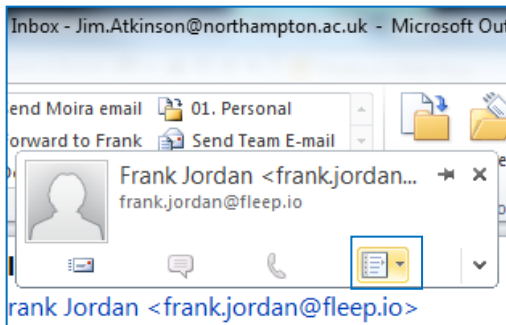 Inbox - Jim.Atkinson@northampton.ac.uk - Microsoft Out
end Moira email 01. Personal
orward to Frank Send Team E-mail
Frank Jordan <frank.jordan...
frank.jordan@fleep.io
rank Jordan <frank.jordan@fleep.io>